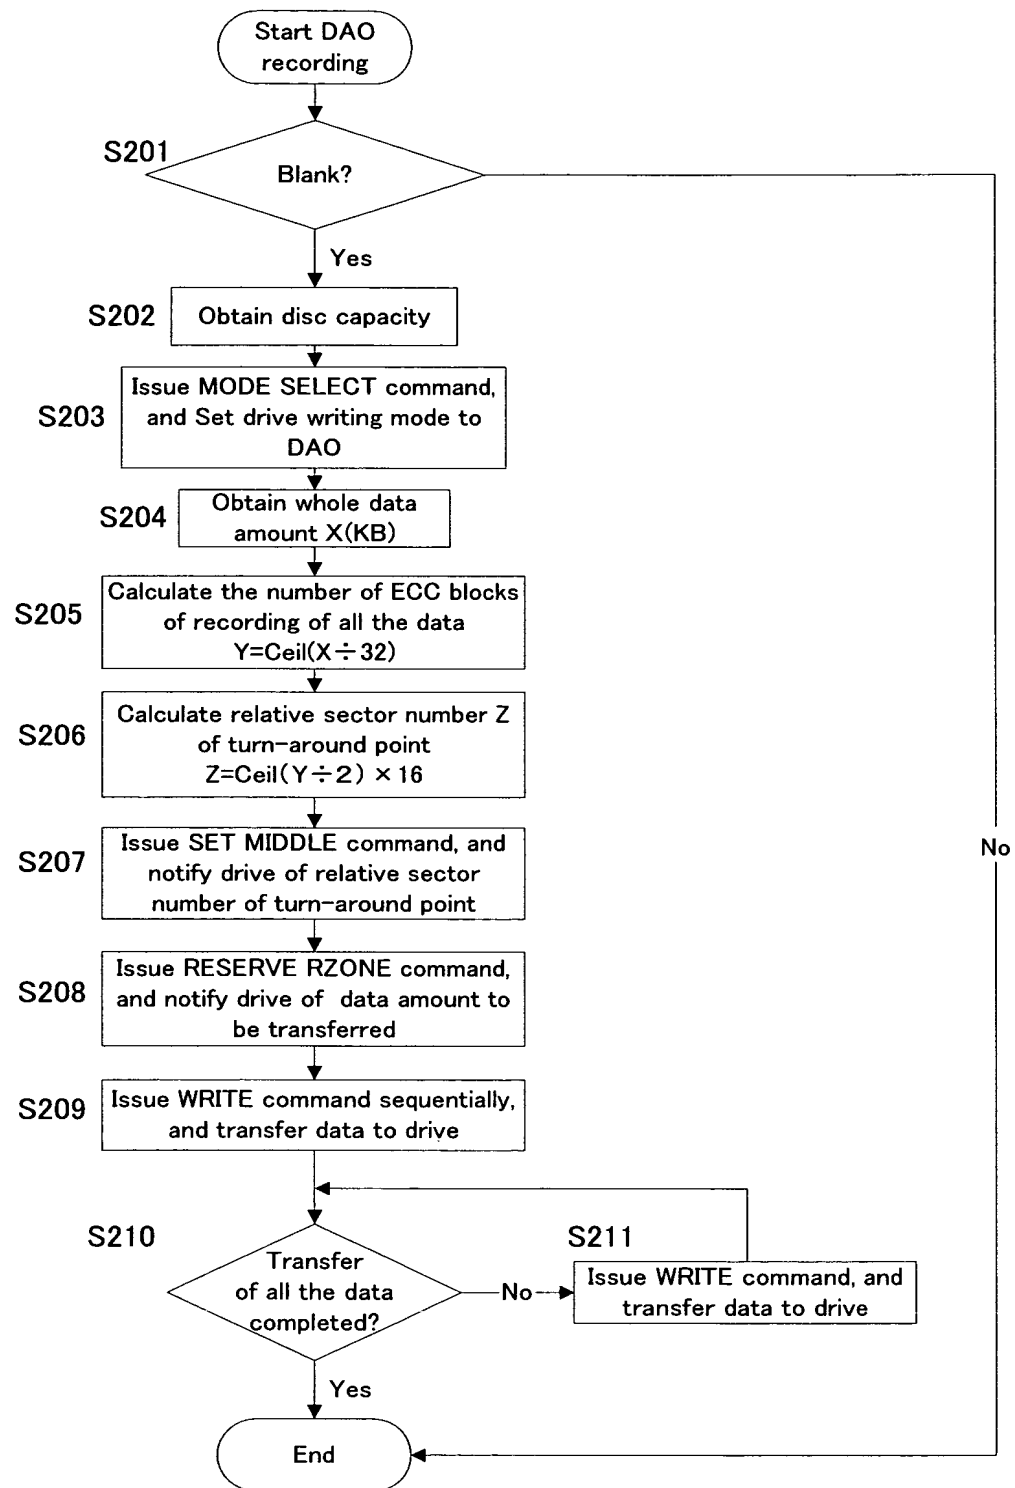 Start DAO
recording
S201
Blank?
Yes
S202
Obtain disc capacity
S203
Issue MODE SELECT command,
and Set drive writing mode to
DAO
S204
Obtain whole data
amount X(KB)
S205
Calculate the number of ECC blocks
of recording of all the data
Y=Ceil(X÷32)
S206
Calculate relative sector number Z
of turn-around point
Z=Ceil(Y÷2)×16
S207
Issue SET MIDDLE command, and
notify drive of relative sector
number of turn-around point
No
S208
Issue RESERVE RZONE command,
and notify drive of data amount to
be transferred
S209
Issue WRITE command sequentially,
and transfer data to drive
S210
Transfer
of all the data
completed?
No
S211
Issue WRITE command, and
transfer data to drive
Yes
End